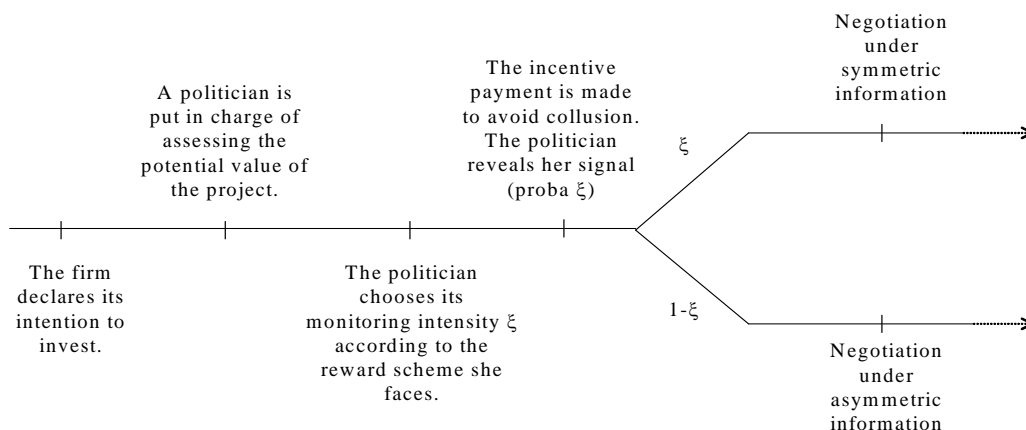 The firm
declares its
intention to
invest.
A politician is
put in charge of
assessing the
potential value of
the project.
The politician
chooses its
monitoring intensity ξ
according to the
reward scheme she
faces.
The incentive
payment is made
to avoid collusion.
The politician
reveals her signal
(proba ξ)
ξ
1-ξ
Negotiation
under
symmetric
information
Negotiation
under
asymmetric
information